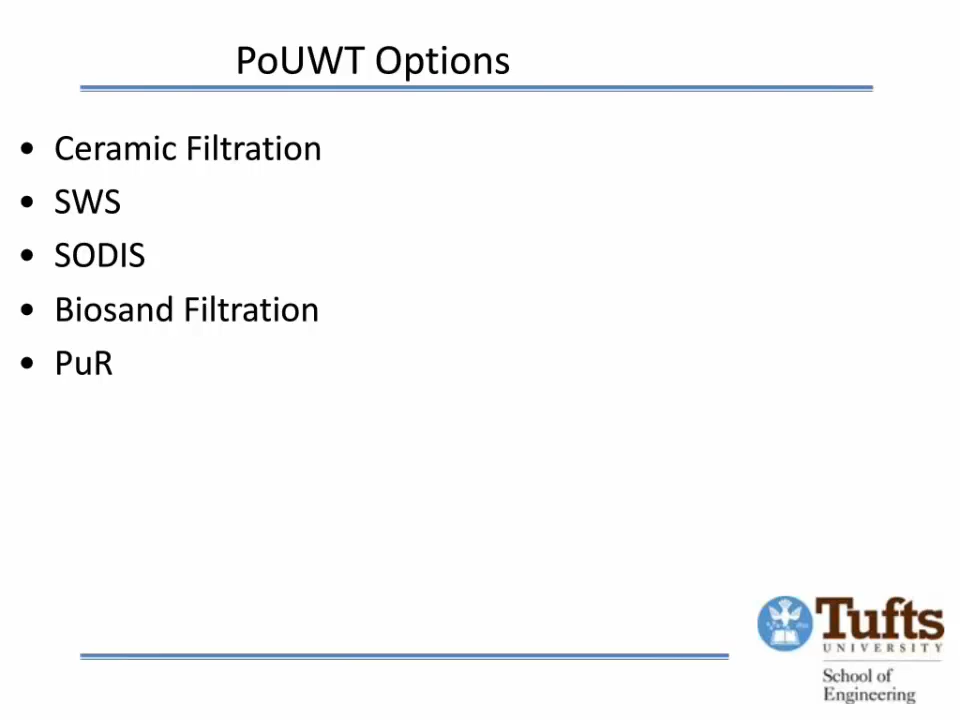 PoUWT Options
• Ceramic Filtration
• SWS
• SODIS
• Biosand Filtration
• PuR
Tufts
UNIVERSITY
School of
Engineering